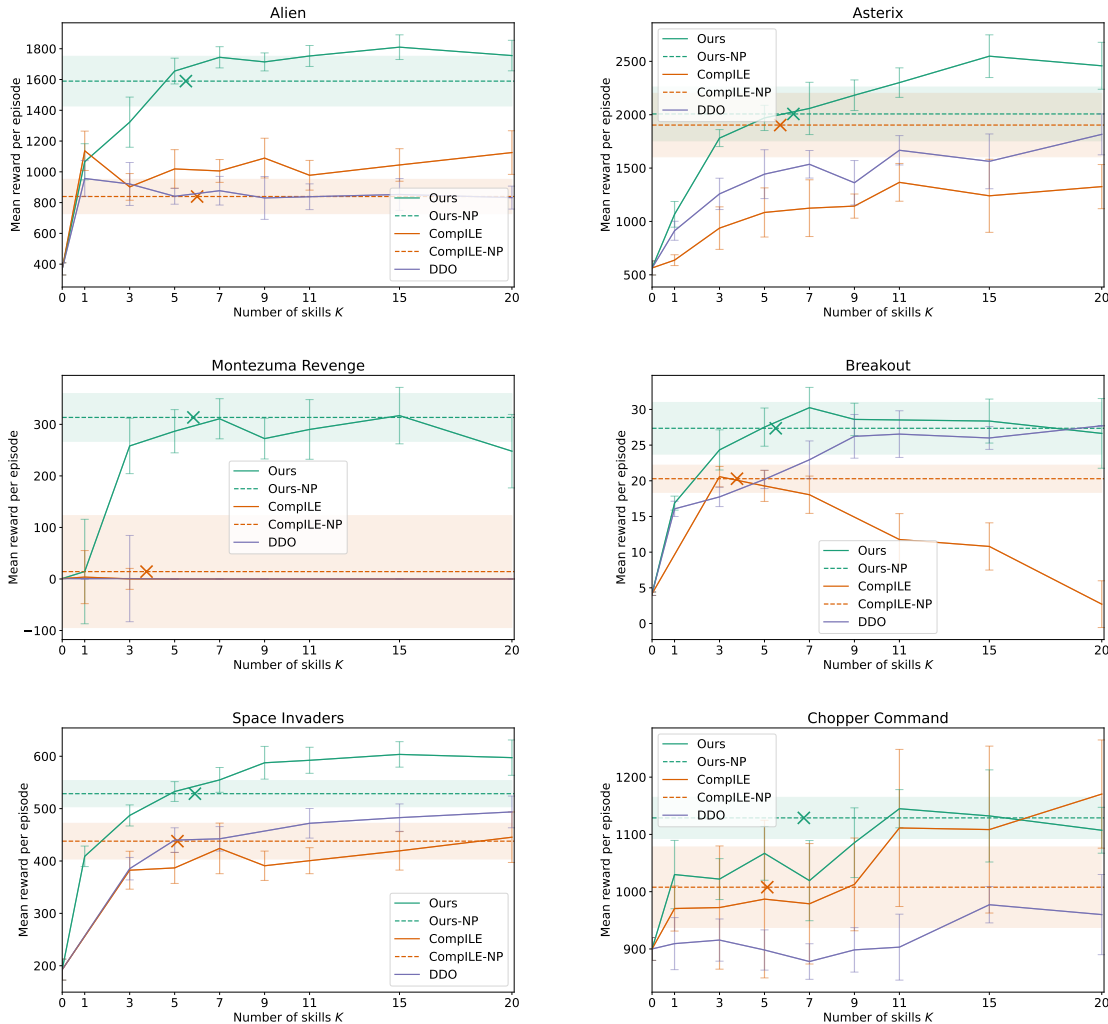 Alien
Mean reward per episode
1800
1600
1400
1200
1000
800
600
400
Ours
Ours-NP
CompILE
CompILE-NP
DDO
0 1 3 5 7 9 11 15 20
Number of skills K
Asterix
Mean reward per episode
2500
2000
1500
1000
500
Ours
Ours-NP
CompILE
CompILE-NP
DDO
0 1 3 5 7 9 11 15 20
Number of skills K
Montezuma Revenge
Mean reward per episode
300
200
100
0
−100
Ours
Ours-NP
CompILE
CompILE-NP
DDO
0 1 3 5 7 9 11 15 20
Number of skills K
Breakout
Mean reward per episode
30
25
20
15
10
5
0
Ours
Ours-NP
CompILE
CompILE-NP
DDO
0 1 3 5 7 9 11 15 20
Number of skills K
Space Invaders
Mean reward per episode
600
500
400
300
200
Ours
Ours-NP
CompILE
CompILE-NP
DDO
0 1 3 5 7 9 11 15 20
Number of skills K
Chopper Command
Mean reward per episode
1200
1100
1000
900
Ours
Ours-NP
CompILE
CompILE-NP
DDO
0 1 3 5 7 9 11 15 20
Number of skills K